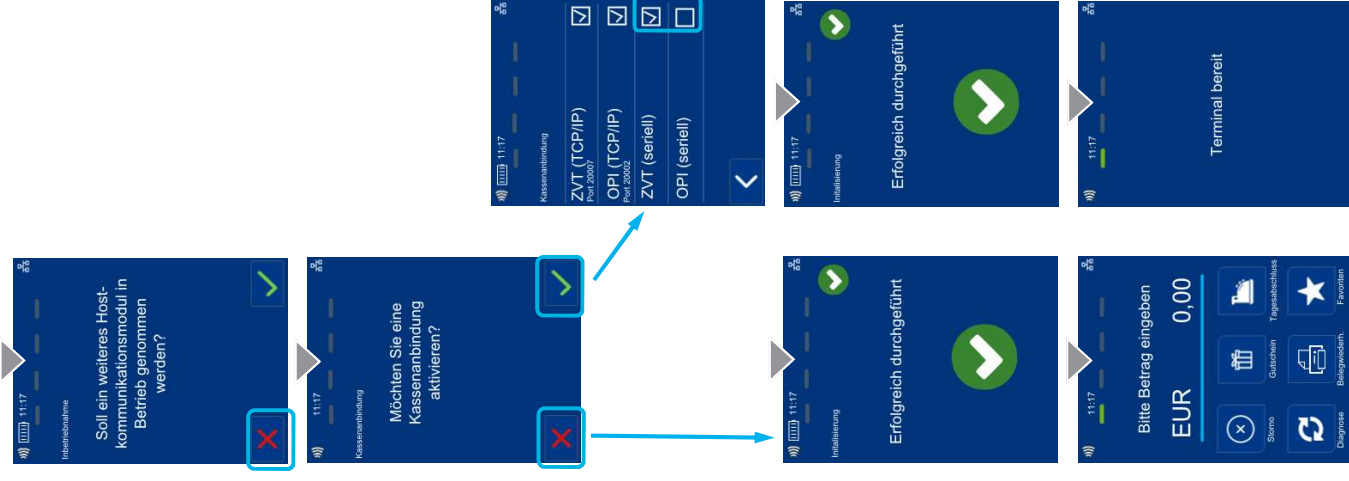 11:17
Inbetriebnahme
Soll ein weiteres Host-
kommunikationsmodul in
Betrieb genommen
werden?
11:17
Kassenanbindung
Möchten Sie eine
Kassenanbindung
aktivieren?
11:17
Kassenanbindung
ZVT (TCP/IP)
Port 20007
OPI (TCP/IP)
Port 20002
ZVT (seriell)
OPI (seriell)
11:17
Initalisierung
Erfolgreich durchgeführt
11:17
Initalisierung
Erfolgreich durchgeführt
11:17
Bitte Betrag eingeben
EUR 0,00
Storno Gutschein Tagesabschluss
Diagnose Belegwiederh. Favoriten
11:17
Terminal bereit